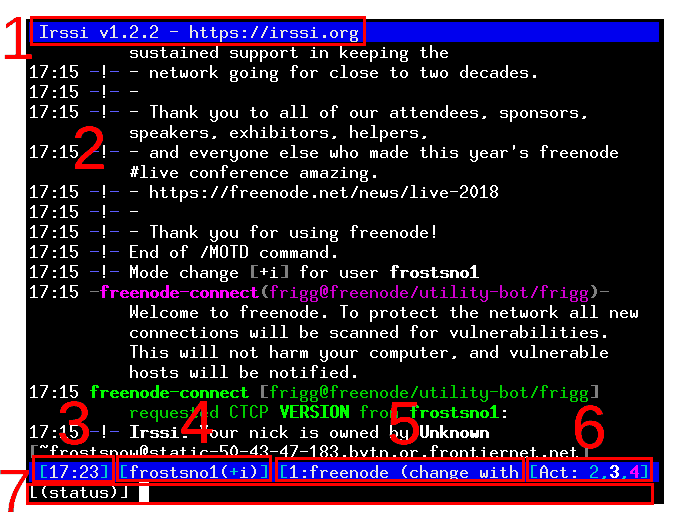 1
Irssi v1.2.2 - https://irssi.org
sustained support in keeping the
17:15 -!- - network going for close to two decades.
17:15 -!- -
17:15 -!- - Thank you to all of our attendees, sponsors,
speakers, exhibitors, helpers,
2
17:15 -!- - and everyone else who made this year's freenode
#live conference amazing.
17:15 -!- - https://freenode.net/news/live-2018
17:15 -!- -
17:15 -!- - Thank you for using freenode!
17:15 -!- End of /MOTD command.
17:15 -!- Mode change [+i] for user frostsno1
17:15 -freenode-connect(frigg@freenode/utility-bot/frigg)-
Welcome to freenode. To protect the network all new
connections will be scanned for vulnerabilities.
This will not harm your computer, and vulnerable
hosts will be notified.
17:15 freenode-connect [frigg@freenode/utility-bot/frigg]
requested CTCP VERSION from frostsno1:
3 4 5 6
17:15 -!- Irssi: Your nick is owned by Unknown
[~frostsnow@static-50-43-47-183.bvtn.or.frontiernet.net]
[17:23] [frostsno1(+i)] [1:freenode (change with [Act: 2,3,4]
7
[(status)]